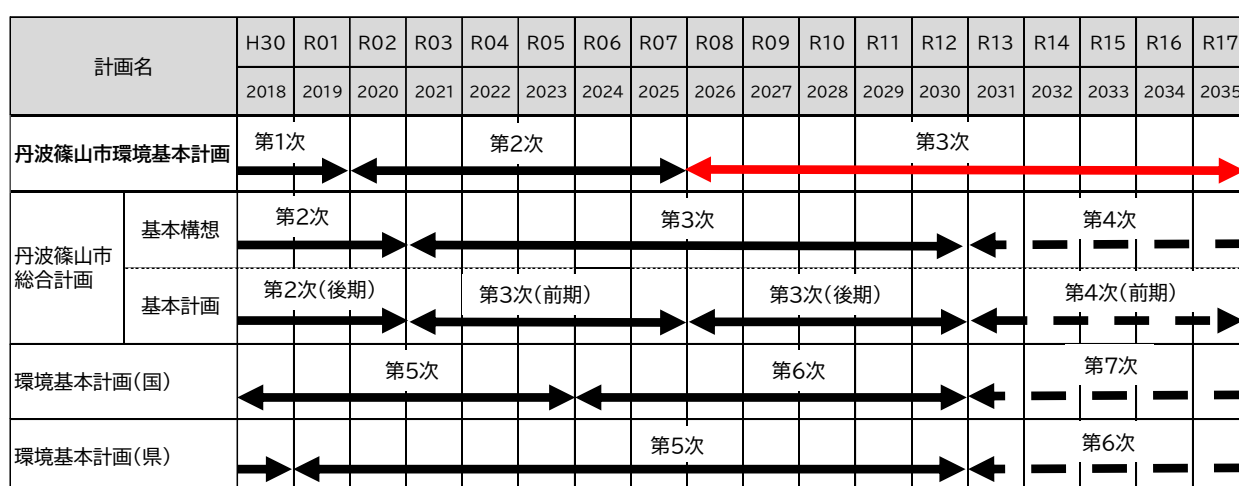 計画名 H30 R01 R02 R03 R04 R05 R06 R07 R08 R09 R10 R11 R12 R13 R14 R15 R16 R17
2018 2019 2020 2021 2022 2023 2024 2025 2026 2027 2028 2029 2030 2031 2032 2033 2034 2035
丹波篠山市環境基本計画 第1次 第2次 第3次
丹波篠山市
総合計画
基本構想 第2次 第3次 第4次
基本計画 第2次(後期) 第3次(前期) 第3次(後期) 第4次(前期)
環境基本計画(国) 第5次 第6次 第7次
環境基本計画(県) 第5次 第6次